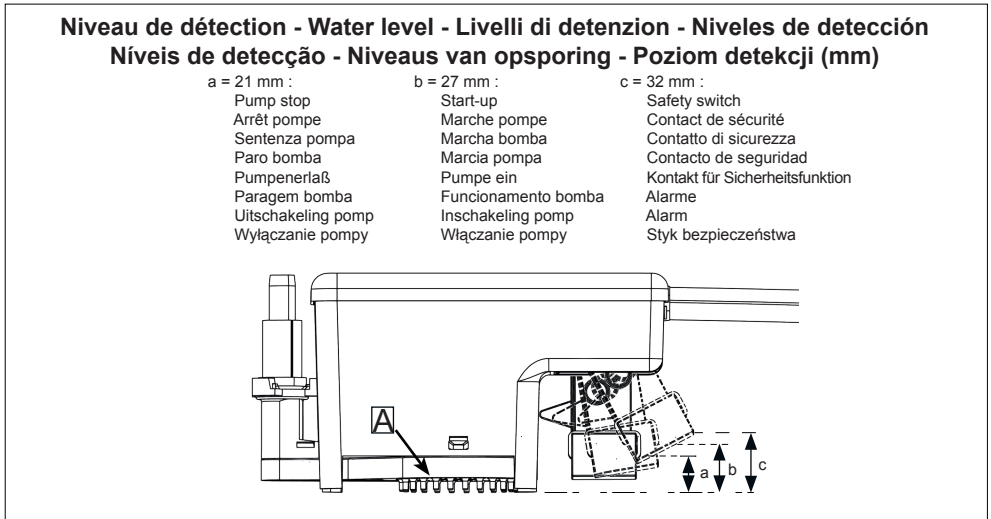 Niveau de détection - Water level - Livelli di detenzion - Niveles de detección
Níveis de detecção - Niveaus van opsporing - Poziom detekcji (mm)
a = 21 mm :
Pump stop
Arrêt pompe
Sentenza pompa
Paro bomba
Pumpenerlaß
Paragem bomba
Uitschakeling pomp
Wyłączanie pompy
b = 27 mm :
Start-up
Marche pompe
Marcha bomba
Marcia pompa
Pumpe ein
Funcionamento bomba
Inschakeling pomp
Włączanie pompy
c = 32 mm :
Safety switch
Contact de sécurité
Contatto di sicurezza
Contacto de seguridad
Kontakt für Sicherheitsfunktion
Alarme
Alarm
Styk bezpieczeństwa
A
a
b
c